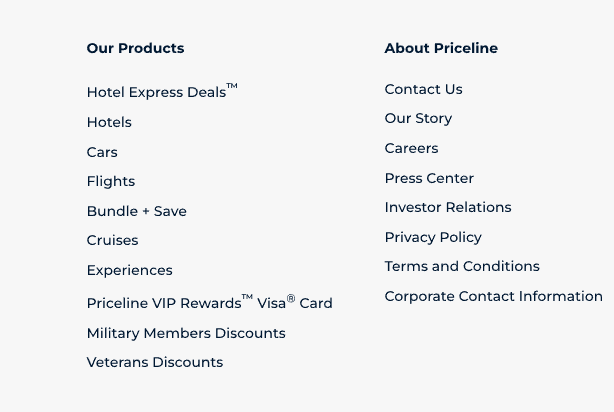 Our Products
Hotel Express Deals™
Hotels
Cars
Flights
Bundle + Save
Cruises
Experiences
Priceline VIP Rewards™ Visa® Card
Military Members Discounts
Veterans Discounts
About Priceline
Contact Us
Our Story
Careers
Press Center
Investor Relations
Privacy Policy
Terms and Conditions
Corporate Contact Information